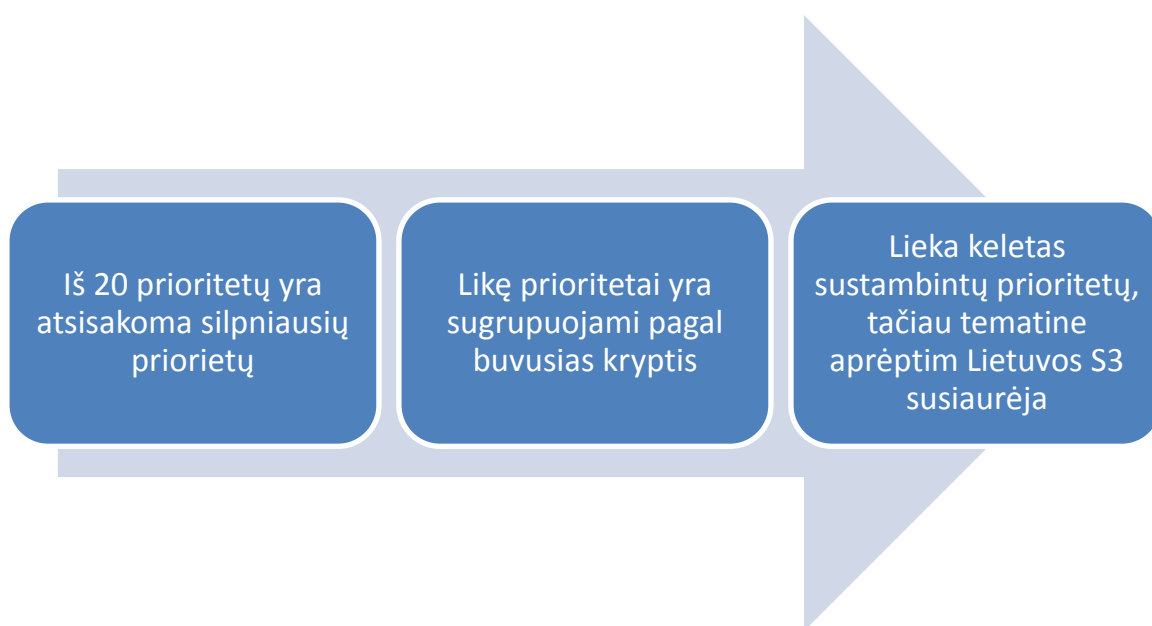 Iš 20 prioritetų yra
atsisakoma silpniausių
priorietų
Likę prioritetai yra
sugrupuojami pagal
buvusias kryptis
Lieka keletas
sustambintų prioritetų,
tačiau tematine
aprėptim Lietuvos S3
susiaurėja